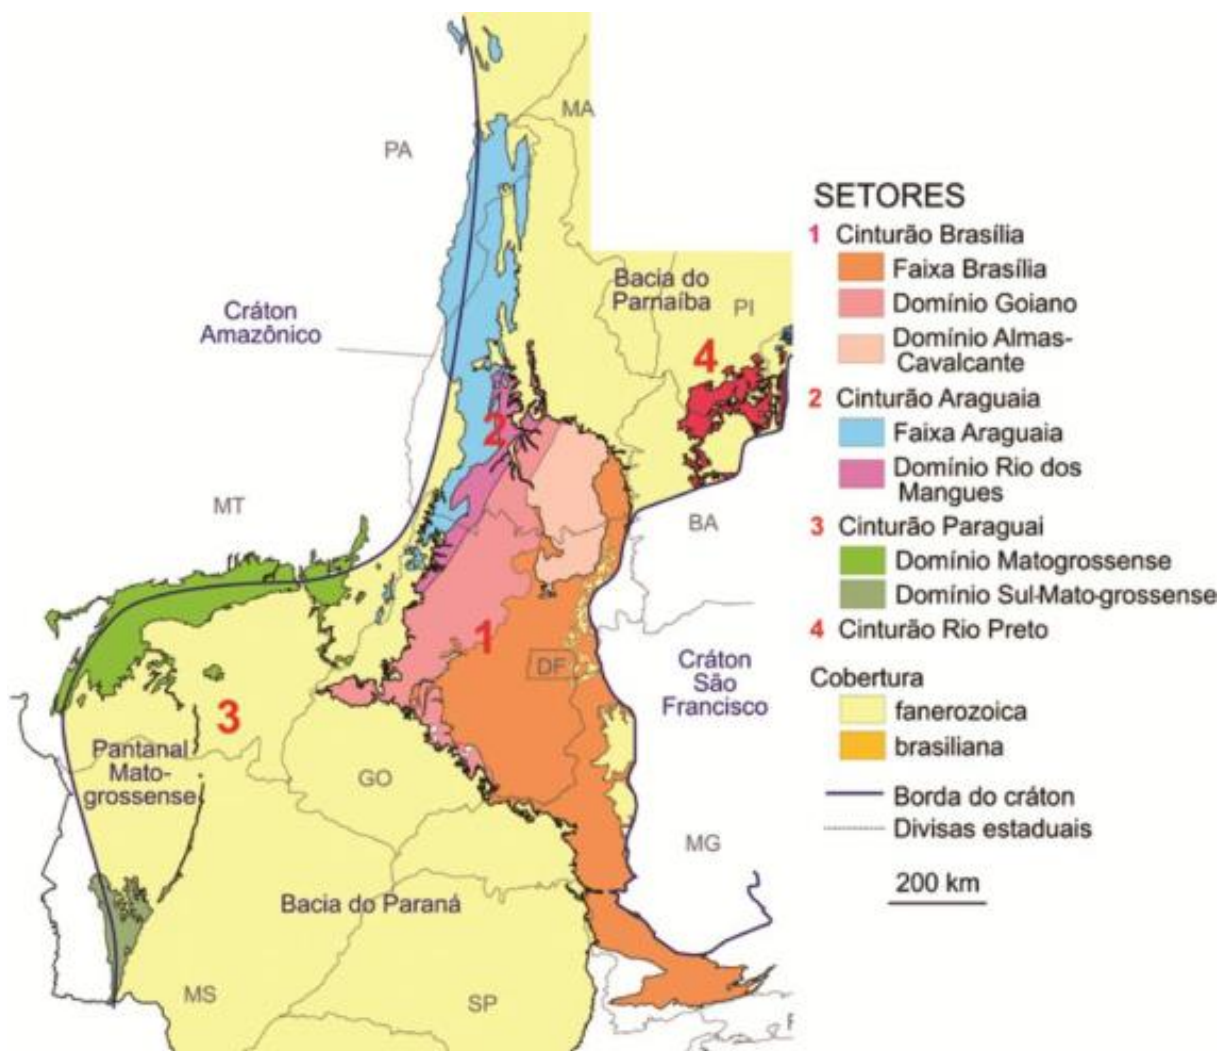 MA
PA
Bacia do
Parnaíba
PI
Cráton
Amazônico
4
2
MT
BA
1
DF
Cráton
São
Francisco
3
Pantanal
Mato-
grossense
GO
MG
Bacia do Paraná
MS
SP
SETORES
1 Cinturão Brasília
Faixa Brasília
Domínio Goiano
Domínio Almas-
Cavalcante
2 Cinturão Araguaia
Faixa Araguaia
Domínio Rio dos
Mangues
3 Cinturão Paraguai
Domínio Matogrossense
Domínio Sul-Mato-grossense
4 Cinturão Rio Preto
Cobertura
fanerozoica
brasiliana
Borda do cráton
Divisas estaduais
200 km